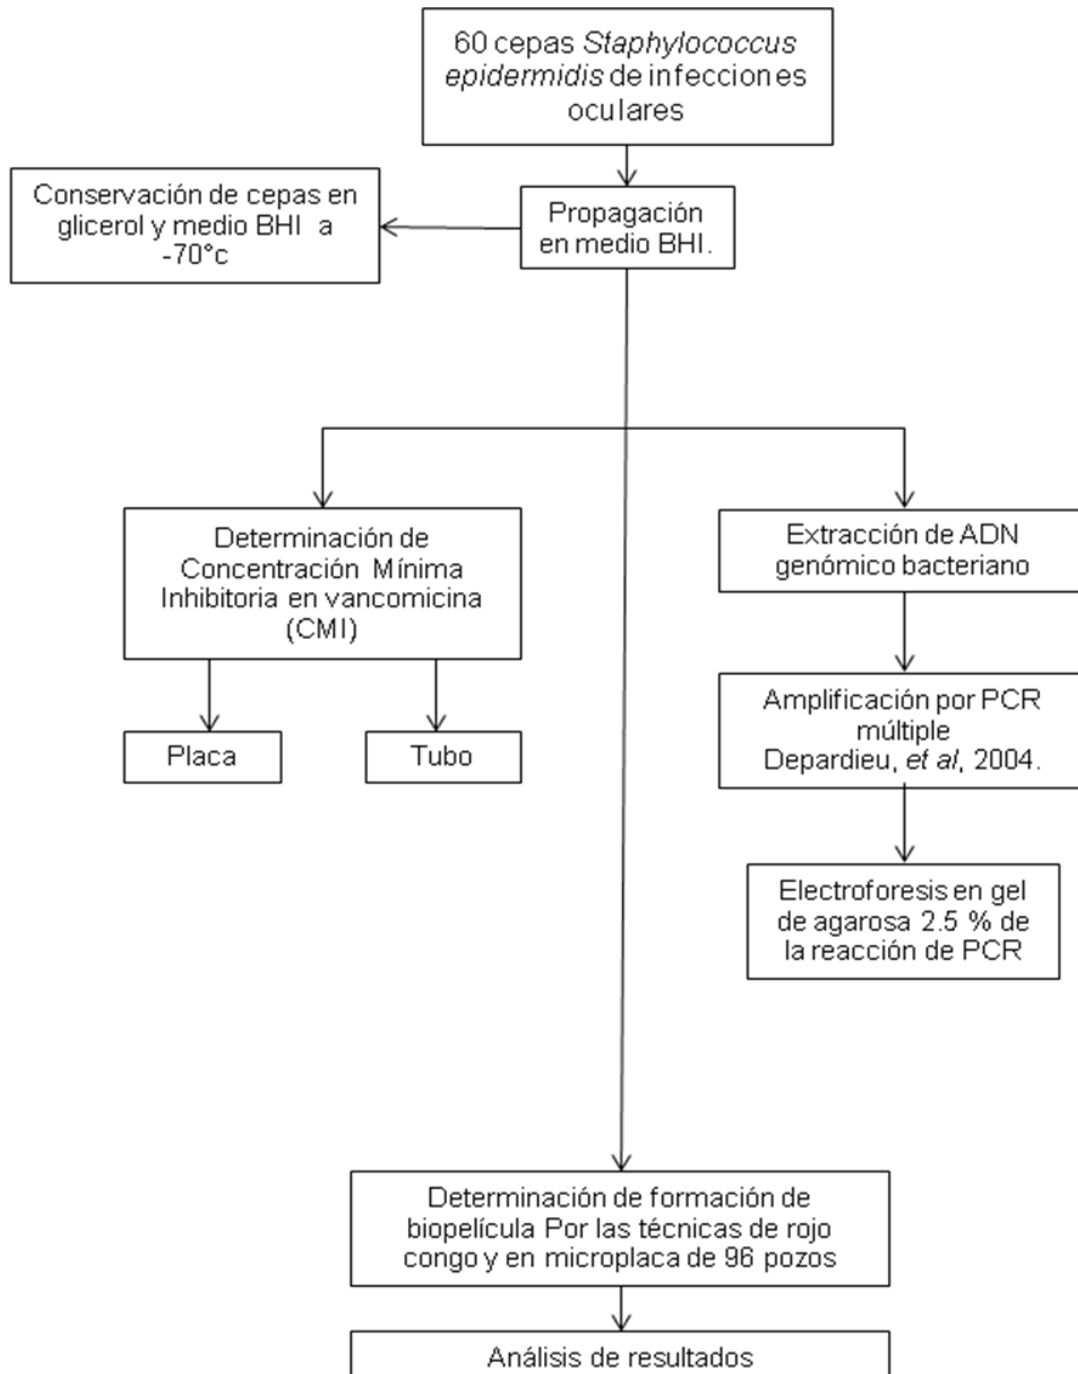 60 cepas Staphylococcus
epidermidis de infecciones
oculares
Conservación de cepas en
glicerol y medio BHI a
-70°c
Propagación
en medio BHI.
Determinación de
Concentración Mínima
Inhibitoria en vancomicina
(CMI)
Placa
Tubo
Extracción de ADN
genómico bacteriano
Amplificación por PCR
múltiple
Depardieu, et al, 2004.
Electroforesis en gel
de agarosa 2.5 % de
la reacción de PCR
Determinación de formación de
biopelícula Por las técnicas de rojo
congo y en microplaca de 96 pozos
Análisis de resultados